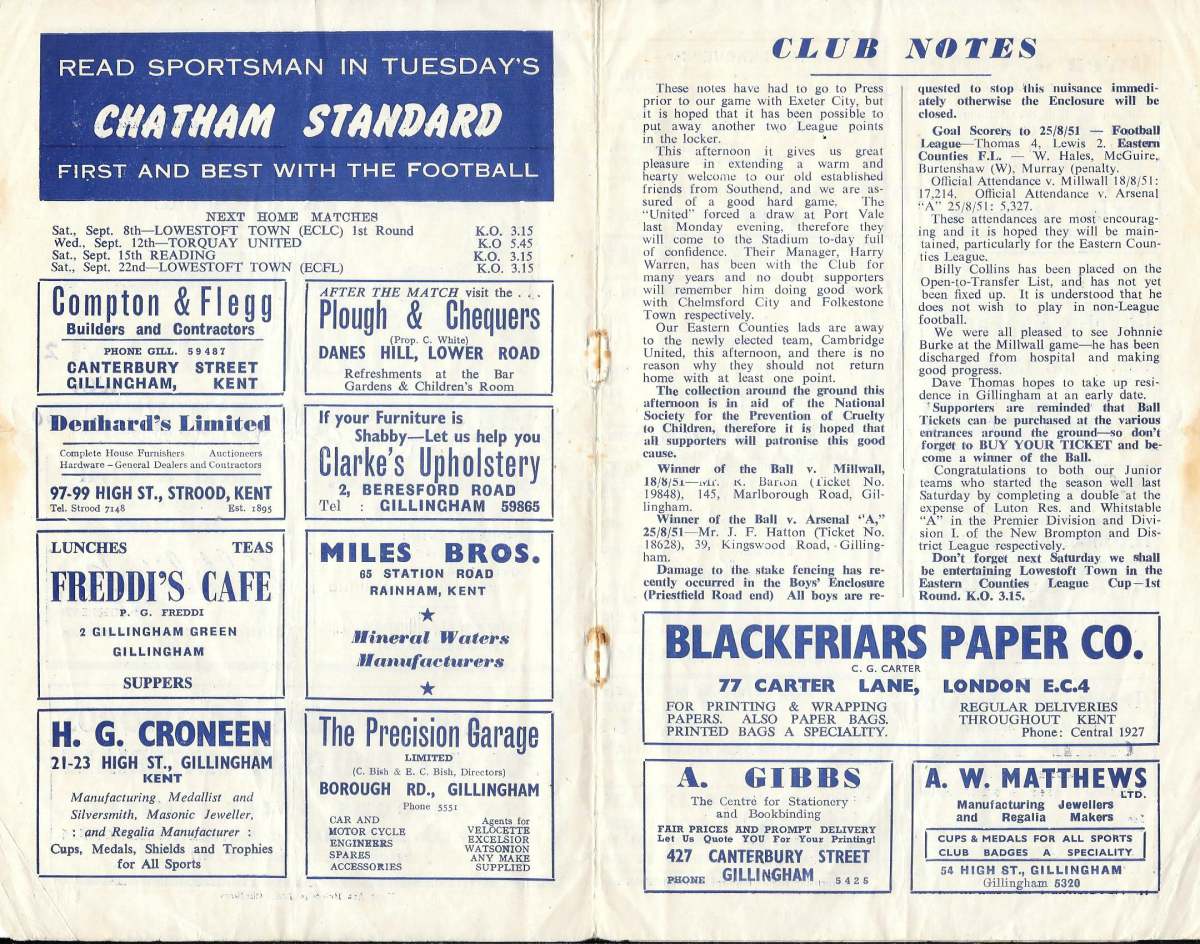 READ SPORTSMAN IN TUESDAY'S
CHATHAM STANDARD
FIRST AND BEST WITH THE FOOTBALL
NEXT HOME MATCHES
Sat., Sept. 8th—LOWESTOFT TOWN (ECLC) 1st Round K.O. 3.15
Wed., Sept. 12th—TORQUAY UNITED K.O 5.45
Sat., Sept. 15th READING K.O. 3.15
Sat., Sept. 22nd—LOWESTOFT TOWN (ECFL) K.O. 3.15
Compton & Flegg
Builders and Contractors
PHONE GILL. 59487
CANTERBURY STREET
GILLINGHAM, KENT
AFTER THE MATCH visit the . . .
Plough & Chequers
(Prop. C. White)
DANES HILL, LOWER ROAD
Refreshments at the Bar
Gardens & Children's Room
Denhard's Limited
Complete House Furnishers Auctioneers
Hardware – General Dealers and Contractors
97-99 HIGH ST., STROOD, KENT
Tel. Strood 7148 Est. 1895
If your Furniture is
Shabby—Let us help you
Clarke's Upholstery
2, BERESFORD ROAD
Tel : GILLINGHAM 59865
LUNCHES TEAS
FREDDI'S CAFE
P. G. FREDDI
2 GILLINGHAM GREEN
GILLINGHAM
SUPPERS
MILES BROS.
65 STATION ROAD
RAINHAM, KENT
Mineral Waters
Manufacturers
H. G. CRONEEN
21-23 HIGH ST., GILLINGHAM
KENT
Manufacturing Medallist and
Silversmith, Masonic Jeweller,
: and Regalia Manufacturer :
Cups, Medals, Shields and Trophies
for All Sports
The Precision Garage
LIMITED
(C. Bish & E. C. Bish, Directors)
BOROUGH RD., GILLINGHAM
Phone 5551
CAR AND
MOTOR CYCLE
ENGINEERS
SPARES
ACCESSORIES
Agents for
VELOCETTE
EXCELSIOR
WATSONION
ANY MAKE
SUPPLIED
CLUB NOTES
These notes have had to go to Press
prior to our game with Exeter City, but
it is hoped that it has been possible to
put away another two League points
in the locker.
This afternoon it gives us great
pleasure in extending a warm and
hearty welcome to our old established
friends from Southend, and we are as-
sured of a good hard game. The
"United" forced a draw at Port Vale
last Monday evening, therefore they
will come to the Stadium to-day full
of confidence. Their Manager, Harry
Warren, has been with the Club for
many years and no doubt supporters
will remember him doing good work
with Chelmsford City and Folkestone
Town respectively.
Our Eastern Counties lads are away
to the newly elected team, Cambridge
United, this afternoon, and there is no
reason why they should not return
home with at least one point.
The collection around the ground this
afternoon is in aid of the National
Society for the Prevention of Cruelty
to Children, therefore it is hoped that
all supporters will patronise this good
cause.
Winner of the Ball v. Millwall,
18/8/51—Mr. K. Barton (Ticket No.
19848), 145, Marlborough Road, Gil-
lingham.
Winner of the Ball v. Arsenal "A,"
25/8/51—Mr. J. F. Hatton (Ticket No.
18628), 39, Kingswood Road, Gilling-
ham.
Damage to the stake fencing has re-
cently occurred in the Boys' Enclosure
(Priestfield Road end) All boys are re-
quested to stop this nuisance immedi-
ately otherwise the Enclosure will be
closed.
Goal Scorers to 25/8/51 — Football
League—Thomas 4, Lewis 2. Eastern
Counties F.L. — W. Hales, McGuire,
Burtenshaw (W), Murray (penalty.
Official Attendance v. Millwall 18/8/51:
17,214. Official Attendance v. Arsenal
"A" 25/8/51: 5,327.
These attendances are most encourag-
ing and it is hoped they will be main-
tained, particularly for the Eastern Coun-
ties League.
Billy Collins has been placed on the
Open-to-Transfer List, and has not yet
been fixed up. It is understood that he
does not wish to play in non-League
football.
We were all pleased to see Johnnie
Burke at the Millwall game—he has been
discharged from hospital and making
good progress.
Dave Thomas hopes to take up resi-
dence in Gillingham at an early date.
Supporters are reminded that Ball
Tickets can be purchased at the various
entrances around the ground—so don't
forget to BUY YOUR TICKET and be-
come a winner of the Ball.
Congratulations to both our Junior
teams who started the season well last
Saturday by completing a double at the
expense of Luton Res. and Whitstable
"A" in the Premier Division and Divi-
sion I. of the New Brompton and Dis-
trict League respectively.
Don't forget next Saturday we shall
be entertaining Lowestoft Town in the
Eastern Counties League Cup—1st
Round. K.O. 3.15.
BLACKFRIARS PAPER CO.
C. G. CARTER
77 CARTER LANE, LONDON E.C.4
FOR PRINTING & WRAPPING
PAPERS. ALSO PAPER BAGS.
PRINTED BAGS A SPECIALITY.
REGULAR DELIVERIES
THROUGHOUT KENT
Phone: Central 1927
A. GIBBS
The Centre for Stationery
and Bookbinding
FAIR PRICES AND PROMPT DELIVERY
Let Us Quote YOU For Your Printing!
427 CANTERBURY STREET
GILLINGHAM
PHONE 5425
A. W. MATTHEWS
LTD.
Manufacturing Jewellers
and Regalia Makers
CUPS & MEDALS FOR ALL SPORTS
CLUB BADGES A SPECIALITY
54 HIGH ST., GILLINGHAM
Gillingham 5320